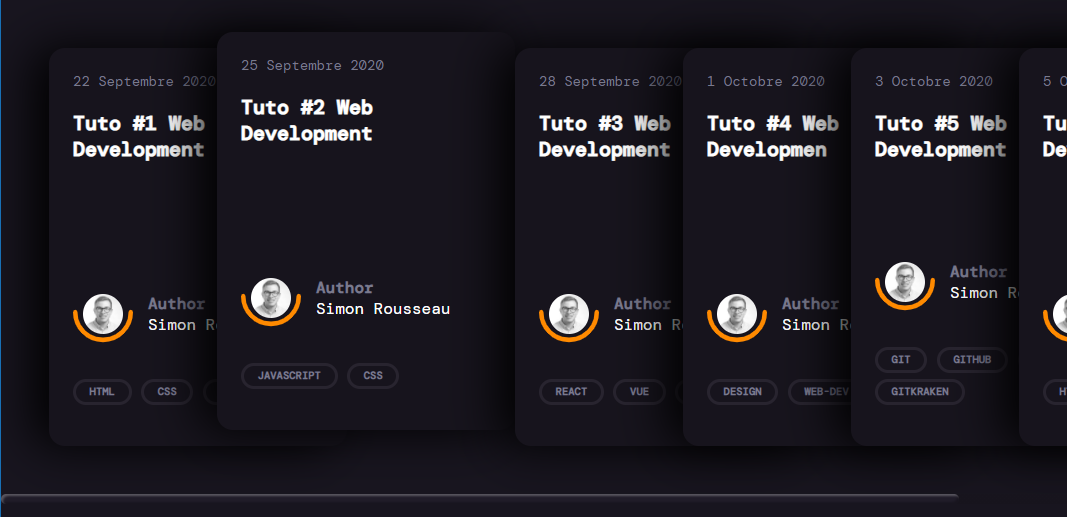 22 Septembre 2020
Tuto #1 Web
Development
Author
Simon
HTML
CSS
25 Septembre 2020
Tuto #2 Web
Development
Author
Simon Rousseau
JAVASCRIPT
CSS
28 Septembre 2020
Tuto #3 Web
Development
Author
Simon
REACT
VUE
1 Octobre 2020
Tuto #4 Web
Developmen
Author
Simon
DESIGN
WEB-DEV
3 Octobre 2020
Tuto #5 Web
Development
Author
Simon
GIT
GITHUB
GITKRAKEN
5